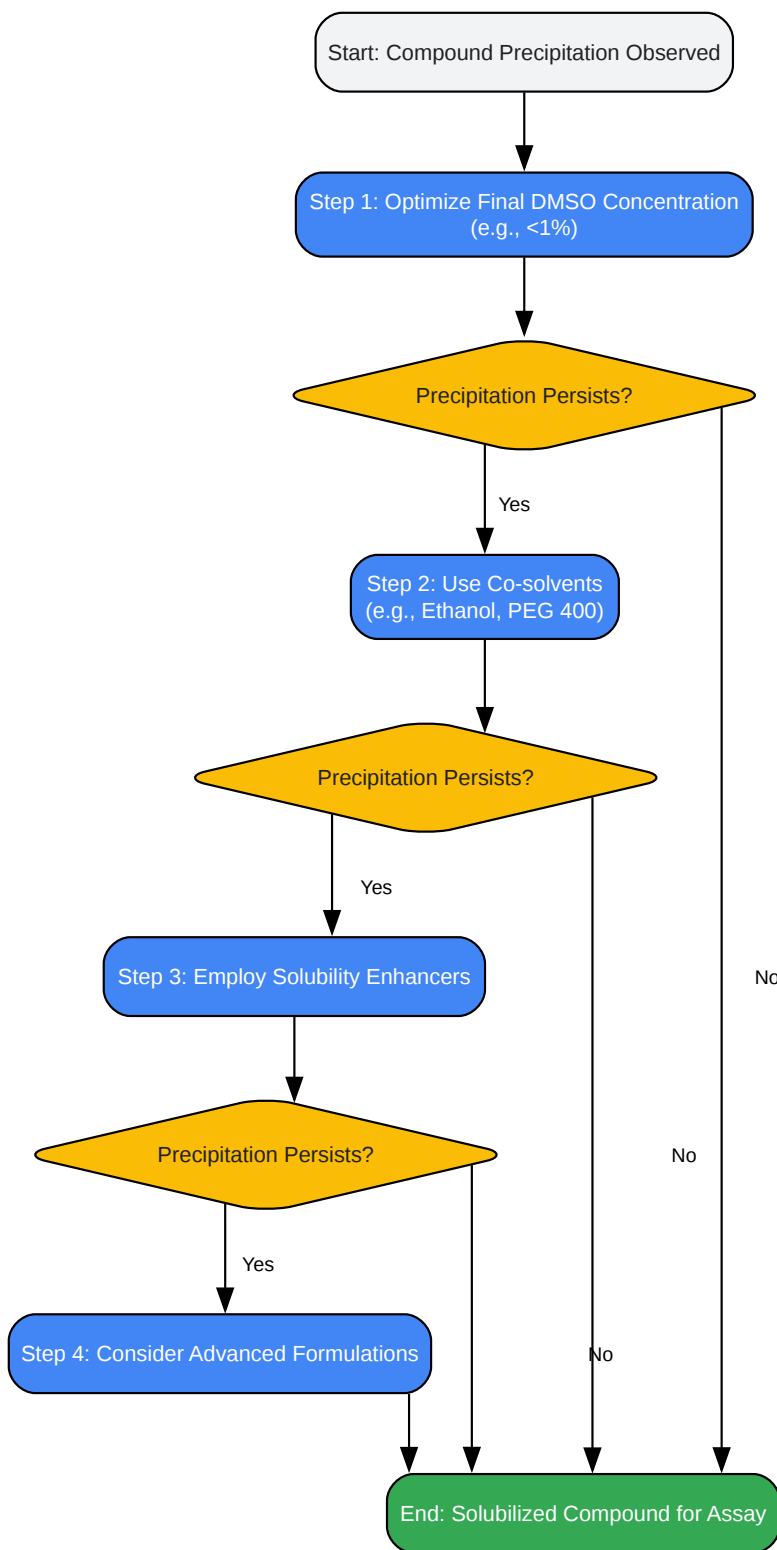 Start: Compound Precipitation Observed
Step 1: Optimize Final DMSO Concentration
(e.g., <1%)
Precipitation Persists?
Yes
Step 2: Use Co-solvents
(e.g., Ethanol, PEG 400)
Precipitation Persists?
Yes
Step 3: Employ Solubility Enhancers
No
Precipitation Persists?
No
Yes
Step 4: Consider Advanced Formulations
No
End: Solubilized Compound for Assay